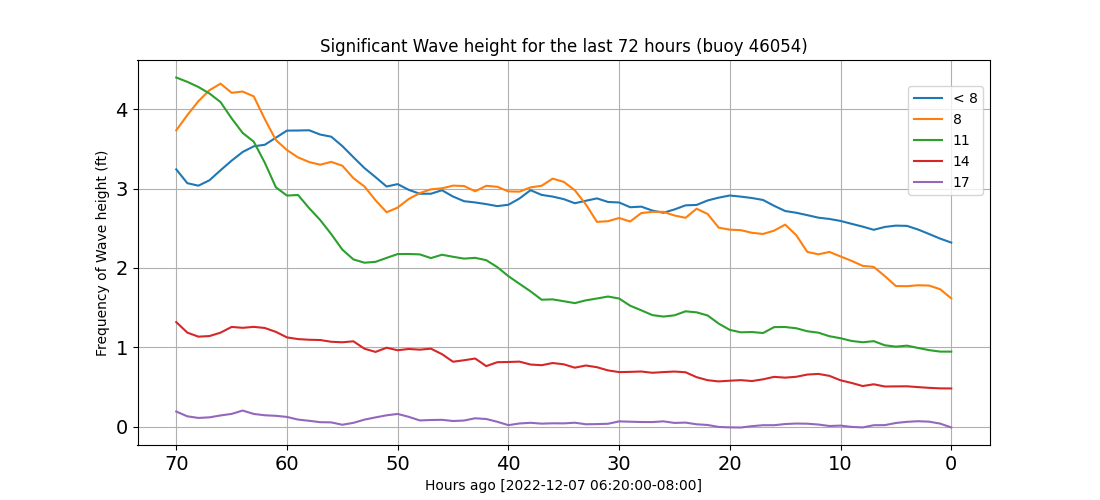 Significant Wave height for the last 72 hours (buoy 46054)
Frequency of Wave height (ft)
4
3
2
1
0
< 8
8
11
14
17
70 60 50 40 30 20 10 0
Hours ago [2022-12-07 06:20:00-08:00]